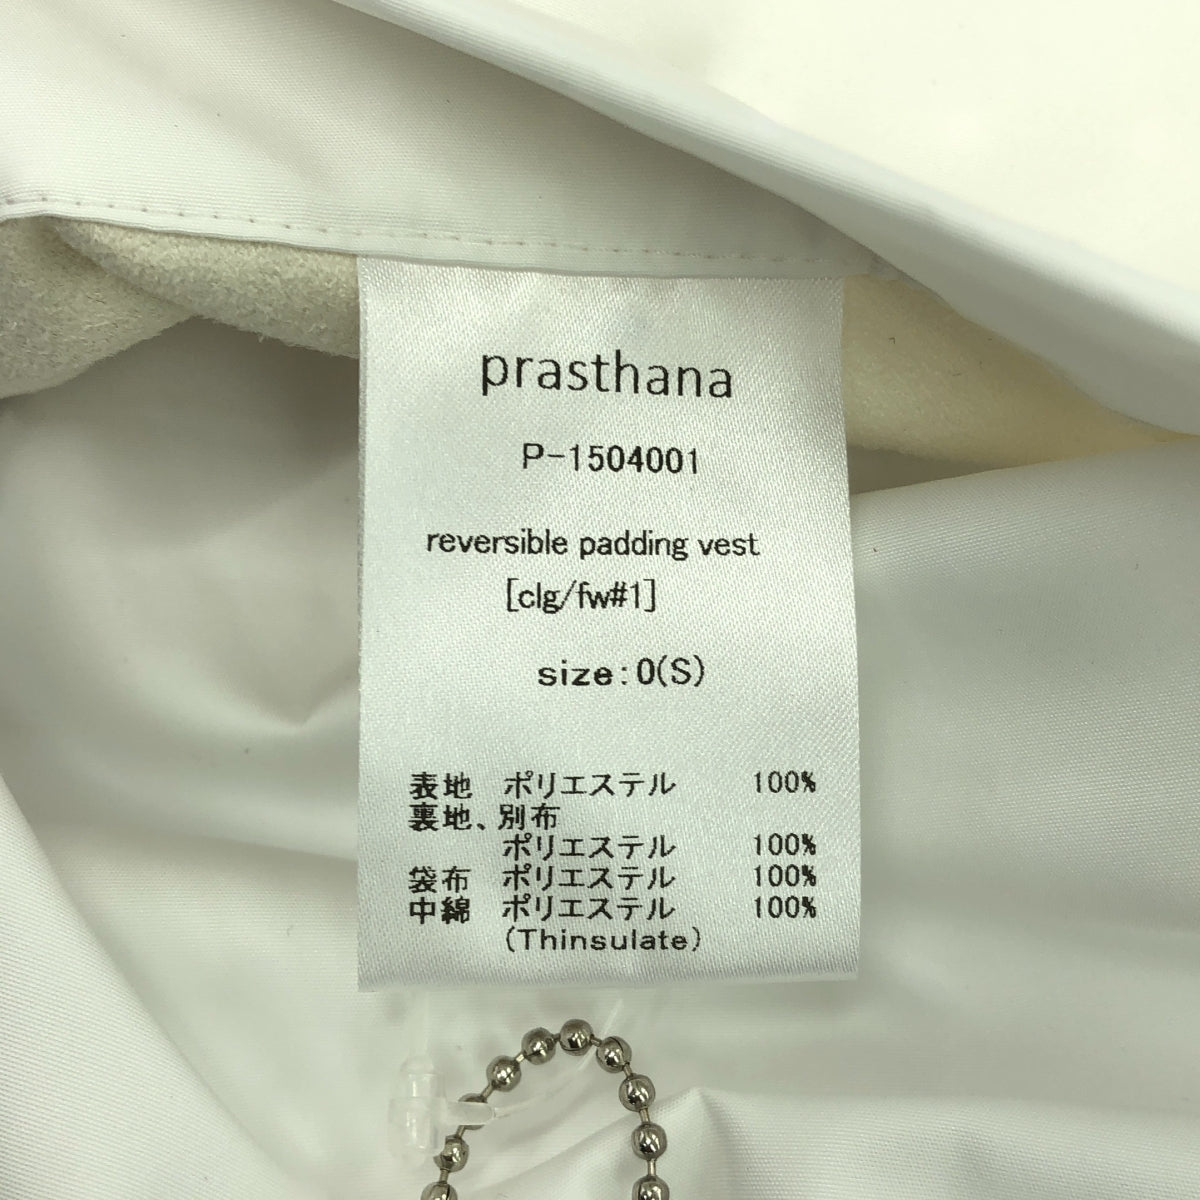 prasthana
P-1504001
reversible padding vest
[clg/fw#1]
size:0(S)
表地 ポリエステル 100%
裏地、別布
ポリエステル 100%
袋布 ポリエステル 100%
中綿 ポリエステル 100%
(Thinsulate)